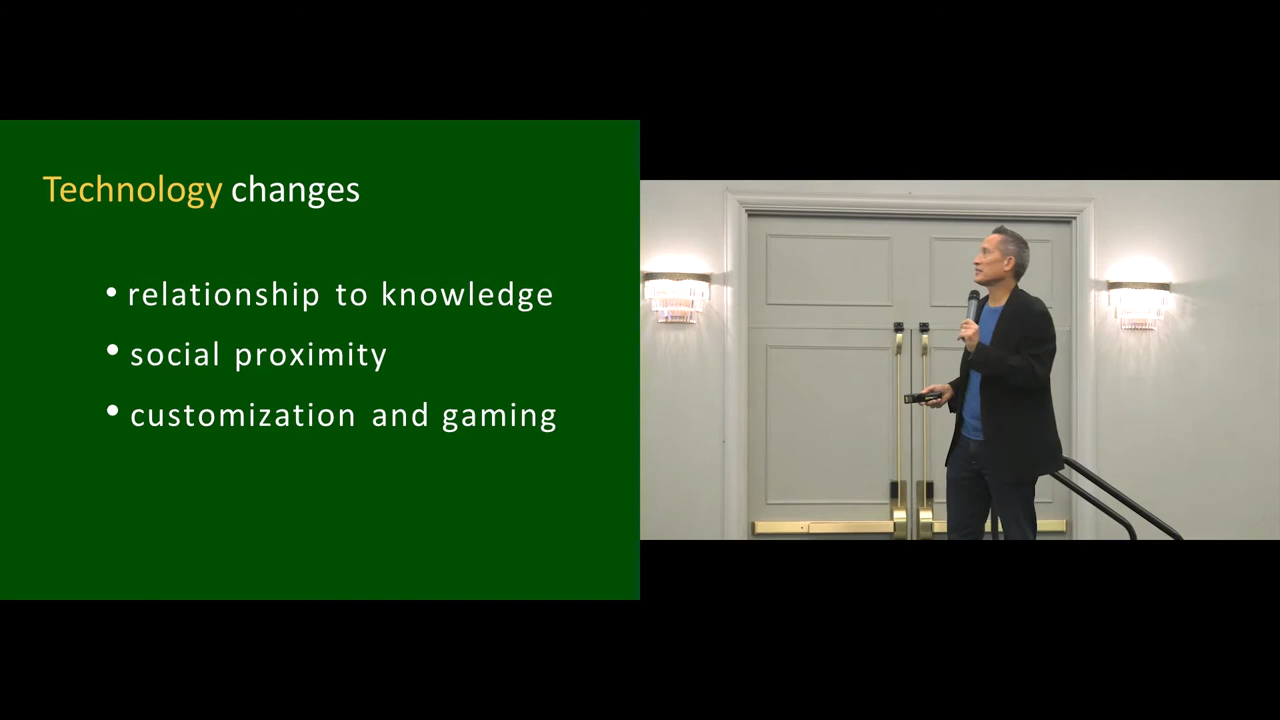 Technology changes
• relationship to knowledge
• social proximity
• customization and gaming